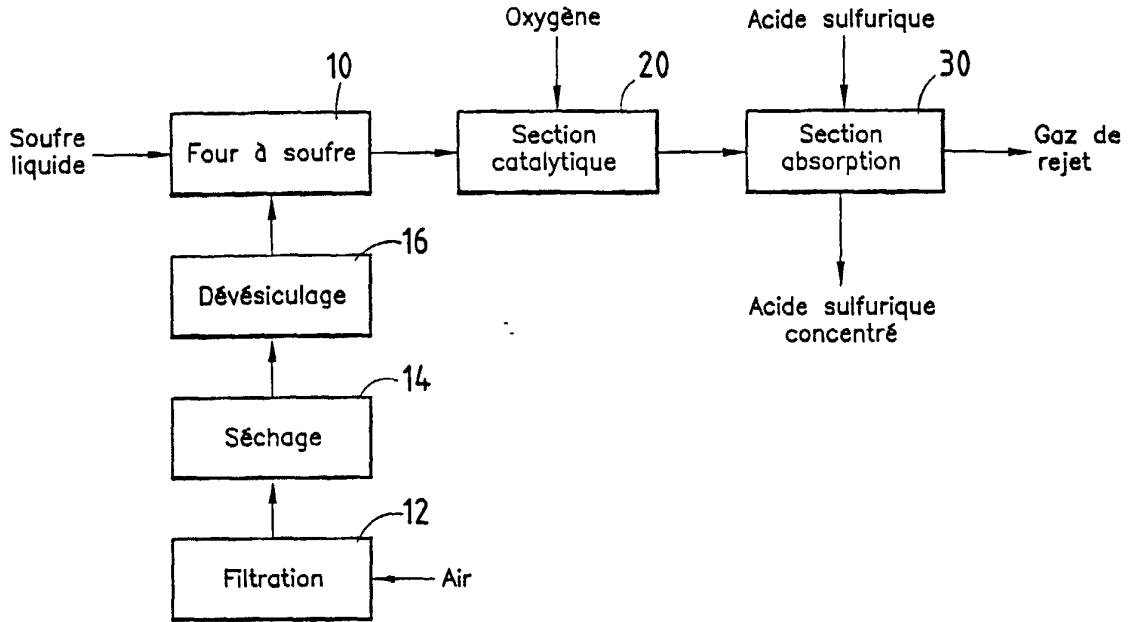 Oxygène
Acide sulfurique
10
20
30
Soufre
liquide
Four à soufre
Section
catalytique
Section
absorption
Gaz de
rejet
16
Dévésiculage
Acide sulfurique
concentré
14
Séchage
12
Filtration
Air